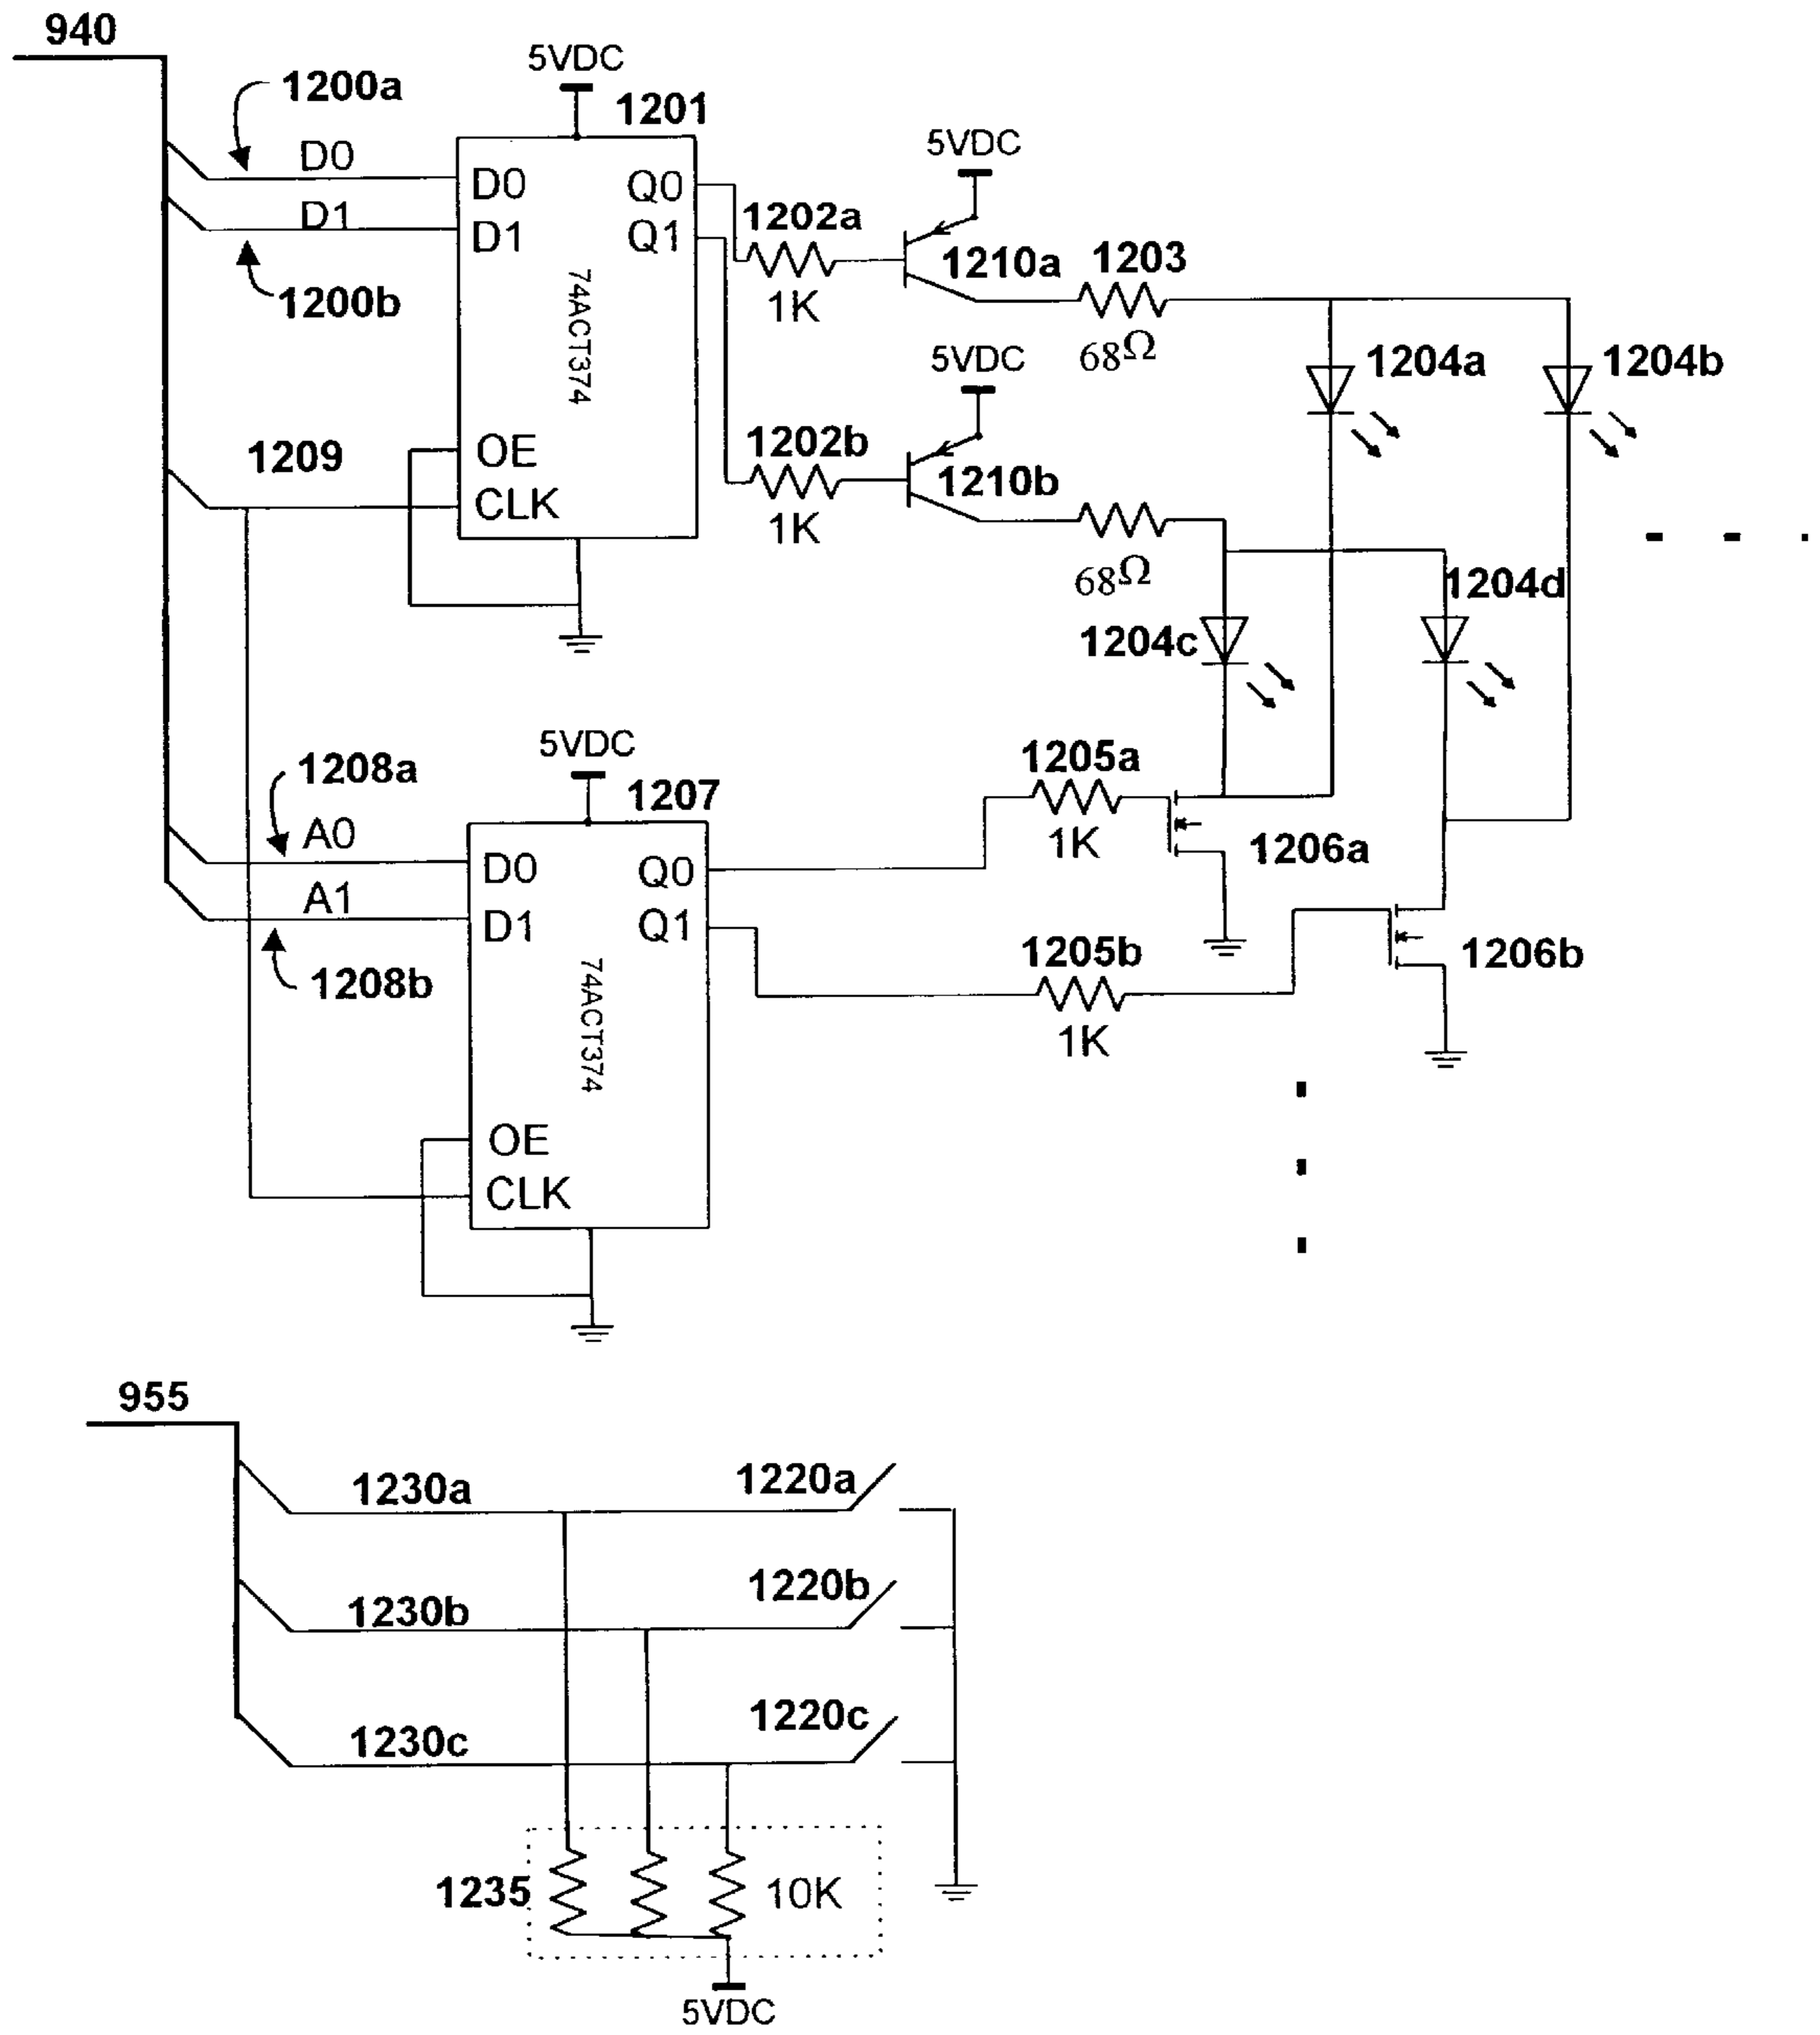 940
1200a
5VDC
1201
D0
D0
Q0
D1
D1
Q1
1200b
74ACT374
1202a
1K
5VDC
1210a
1203
68Ω
1204a
1204b
5VDC
1209
OE
CLK
1202b
1K
1210b
68Ω
1204c
1204d
1208a
5VDC
1207
A0
D0
Q0
A1
D1
Q1
1208b
74ACT374
OE
CLK
1205a
1K
1206a
1205b
1K
1206b
955
1230a
1220a
1230b
1220b
1230c
1220c
1235
10K
5VDC